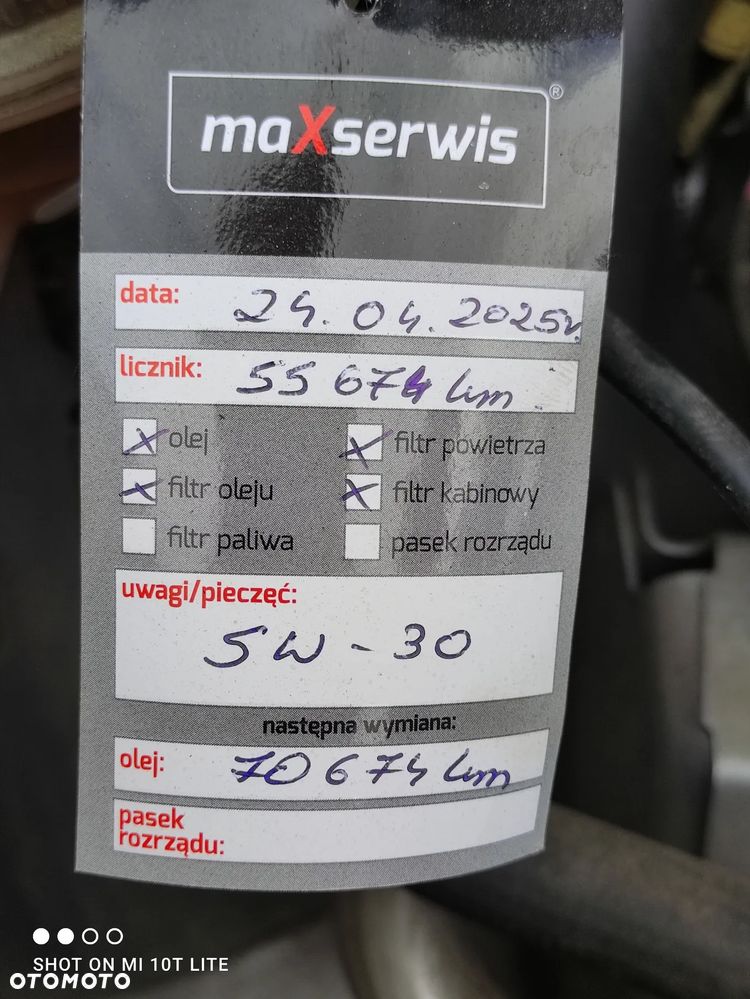 maXserwis®
data: 24.04.2025r.
licznik: 55 674 km
olej filtr powietrza
filtr oleju filtr kabinowy
filtr paliwa pasek rozrządu
uwagi/pieczęć:
5W-30
następna wymiana:
olej: 70 674 km
pasek
rozrządu:
SHOT ON MI 10T LITE
OTOMOTO